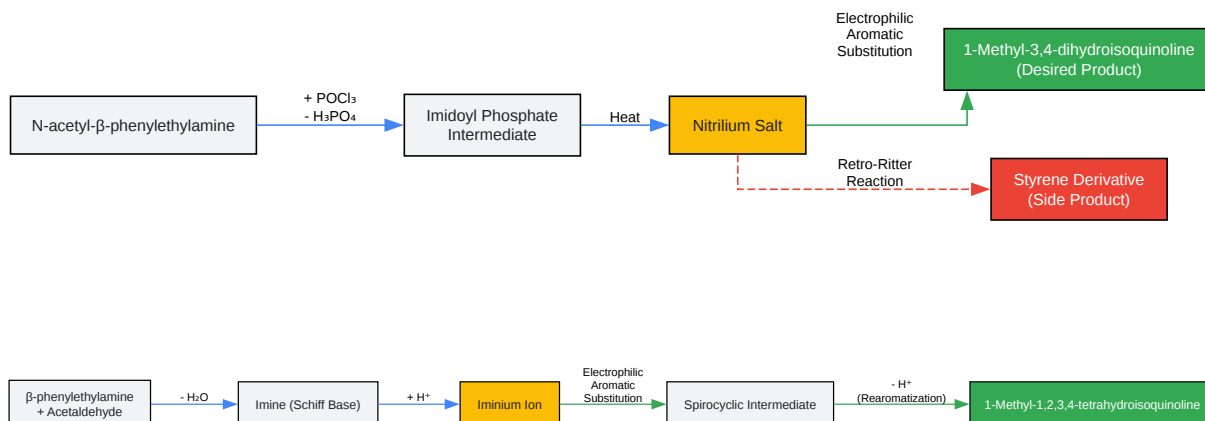 Electrophilic
Aromatic
Substitution
1-Methyl-3,4-dihydroisoquinoline
(Desired Product)
N-acetyl-β-phenylethylamine
+ POCl₃
- H₃PO₄
Imidoyl Phosphate
Intermediate
Heat
Nitrilium Salt
Retro-Ritter
Reaction
Styrene Derivative
(Side Product)
β-phenylethylamine
+ Acetaldehyde
- H₂O
Imine (Schiff Base)
+ H⁺
Iminium Ion
Electrophilic
Aromatic
Substitution
Spirocyclic Intermediate
- H⁺
(Rearomatization)
1-Methyl-1,2,3,4-tetrahydroisoquinoline